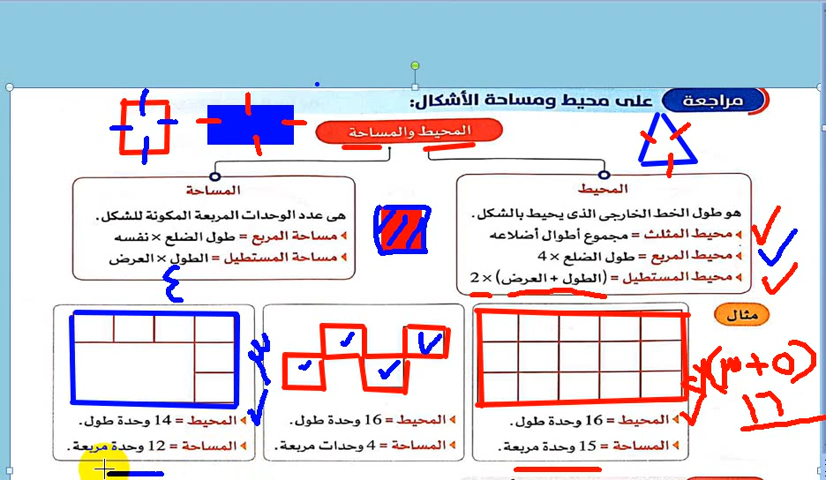 مراجعة على محيط ومساحة الأشكال:
المحيط والمساحة
المحيط
هو طول الخط الخارجى الذى يحيط بالشكل.
محيط المثلث = مجموع أطوال أضلاعه
محيط المربع = طول الضلع × 4
محيط المستطيل = (الطول + العرض) × 2
المساحة
هى عدد الوحدات المربعة المكونة للشكل.
مساحة المربع = طول الضلع × نفسه
مساحة المستطيل = الطول × العرض
٤
مثال
(٣ + ٥)
١٦
المحيط = 16 وحدة طول.
المساحة = 15 وحدة مربعة.
المحيط = 16 وحدة طول.
المساحة = 4 وحدات مربعة.
٣
المحيط = 14 وحدة طول.
المساحة = 12 وحدة مربعة.